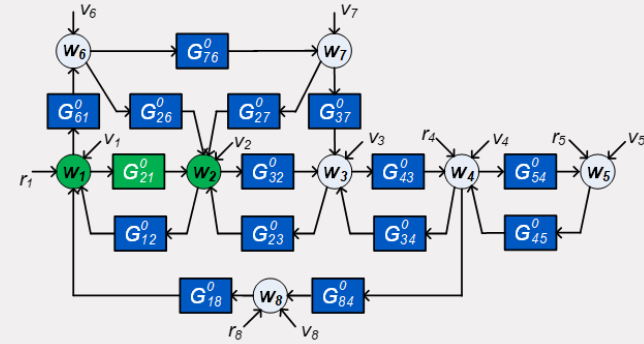 v6 v7
w6 G⁰76 w7
G⁰61 G⁰26 G⁰27 G⁰37
v1 v2 v3 r4 v4 r5 v5
r1 w1 G⁰21 w2 G⁰32 w3 G⁰43 w4 G⁰54 w5
G⁰12 G⁰23 G⁰34 G⁰45
G⁰18 w8 G⁰84
r8 v8